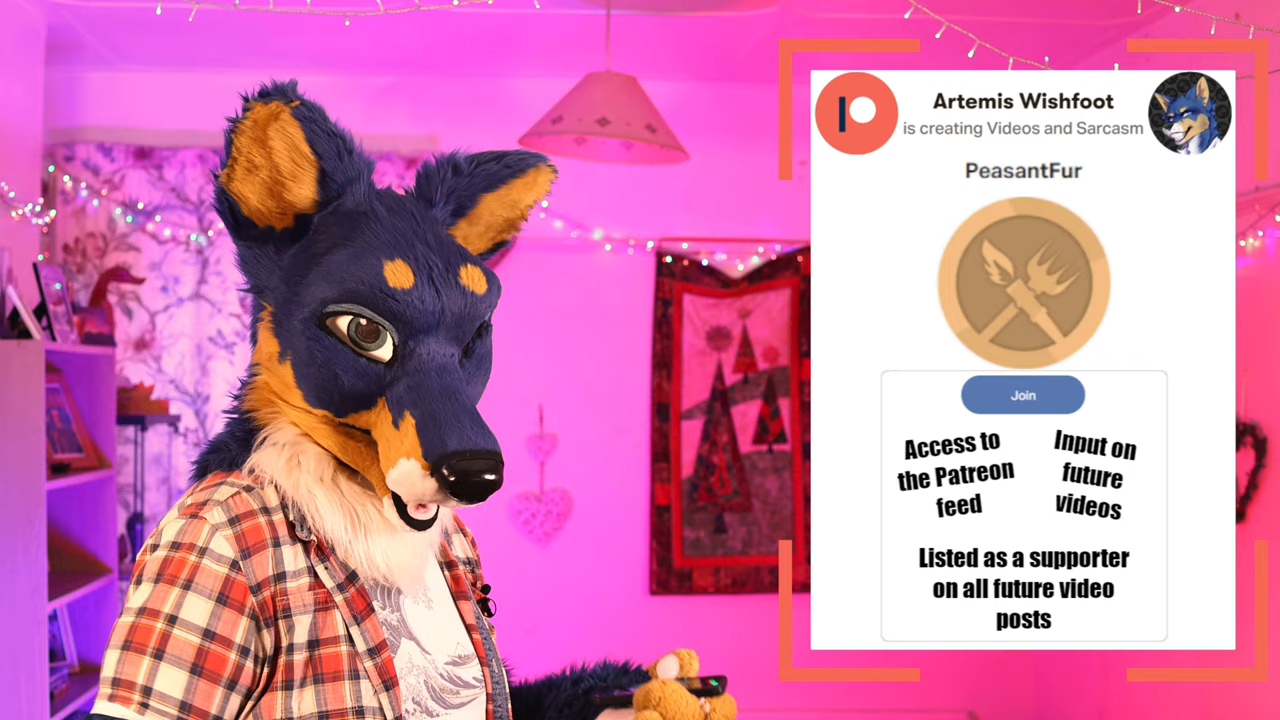 Artemis Wishfoot
is creating Videos and Sarcasm
PeasantFur
Join
Access to
the Patreon
feed
Input on
future
videos
Listed as a supporter
on all future video
posts